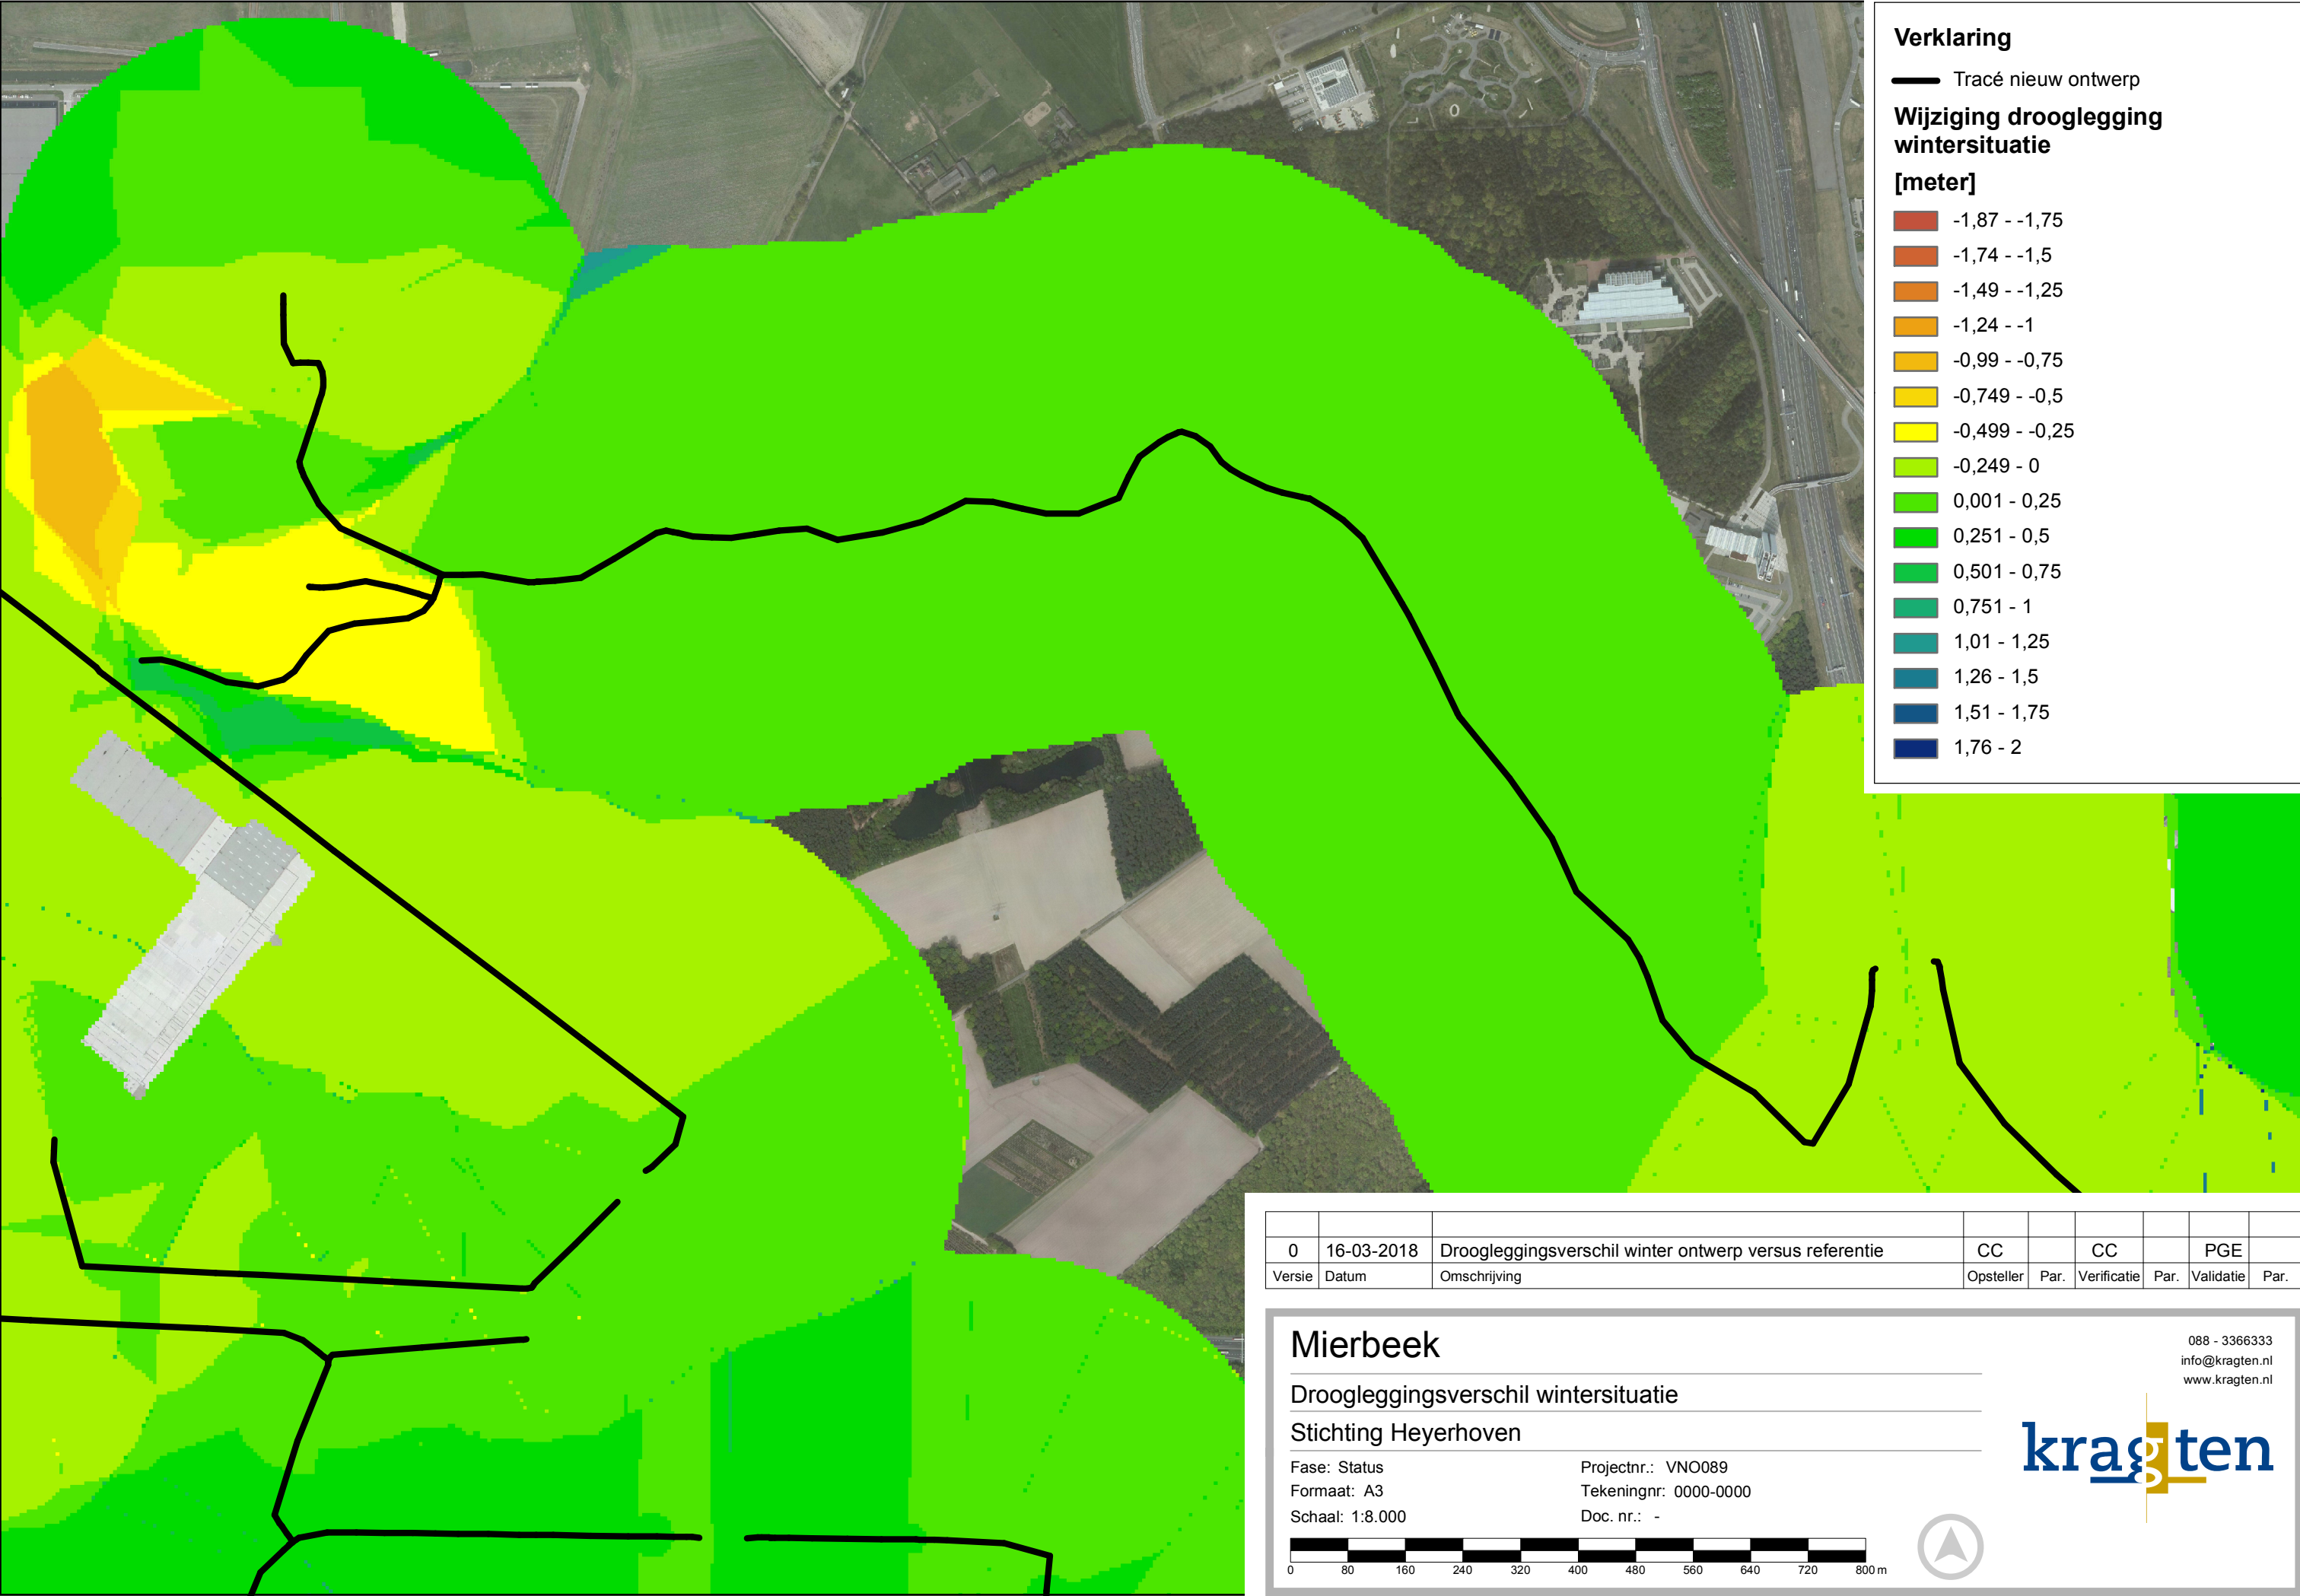 Verklaring
Tracé nieuw ontwerp
Wijziging drooglegging
wintersituatie
[meter]
-1,87 - -1,75
-1,74 - -1,5
-1,49 - -1,25
-1,24 - -1
-0,99 - -0,75
-0,749 - -0,5
-0,499 - -0,25
-0,249 - 0
0,001 - 0,25
0,251 - 0,5
0,501 - 0,75
0,751 - 1
1,01 - 1,25
1,26 - 1,5
1,51 - 1,75
1,76 - 2
0 16-03-2018 Droogleggingsverschil winter ontwerp versus referentie CC CC PGE
Versie Datum Omschrijving Opsteller Par. Verificatie Par. Validatie Par.
Mierbeek
088 - 3366333
info@kragten.nl
www.kragten.nl
Droogleggingsverschil wintersituatie
Stichting Heyerhoven
Fase: Status Projectnr.: VNO089
Formaat: A3 Tekeningnr: 0000-0000
Schaal: 1:8.000 Doc. nr.: -
kragten
0 80 160 240 320 400 480 560 640 720 800 m